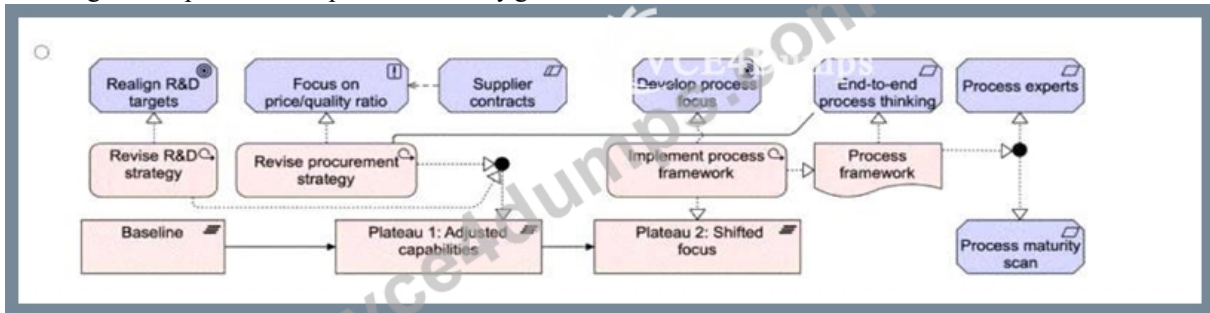 Realign R&D
targets
Focus on
price/quality ratio
Supplier
contracts
Develop process
focus
End-to-end
process thinking
Process experts
Revise R&D
strategy
Revise procurement
strategy
Implement process
framework
Process
framework
Baseline
Plateau 1: Adjusted
capabilities
Plateau 2: Shifted
focus
Process maturity
scan
vce4dumps.com